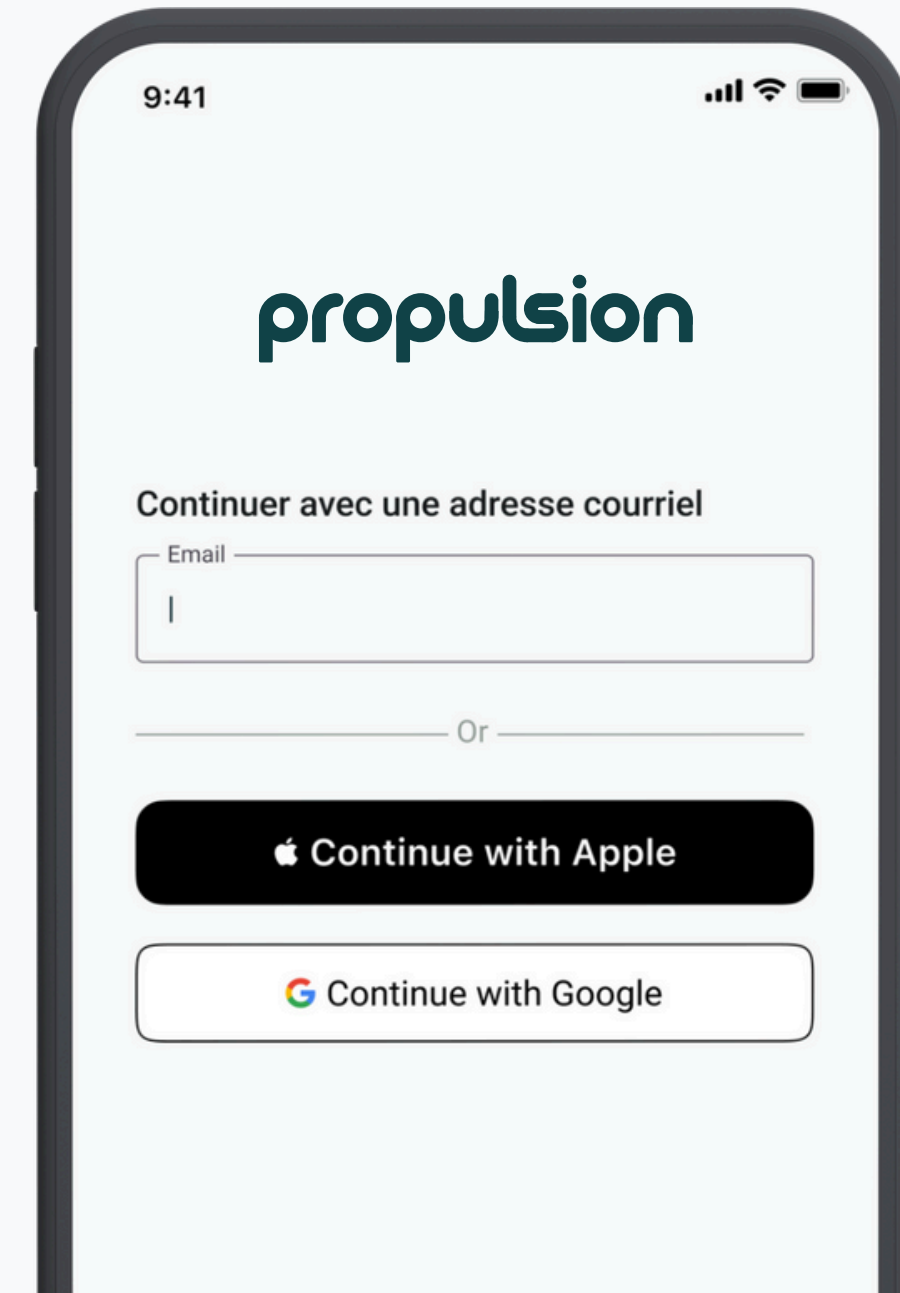 9:41
propulsion
Continuer avec une adresse courriel
Email
Or
Continue with Apple
Continue with Google